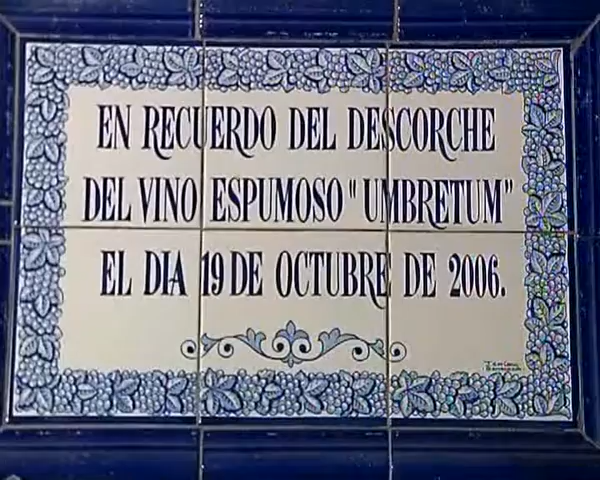 EN RECUERDO DEL DESCORCHE
DEL VINO ESPUMOSO "UMBRETUM"
EL DIA 19 DE OCTUBRE DE 2006.